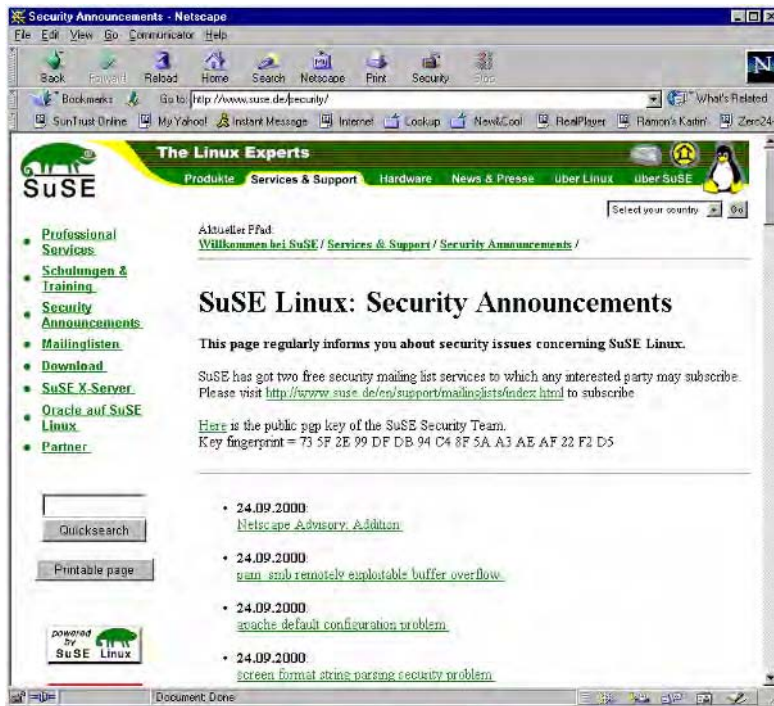 Security Announcements - Netscape
File Edit View Go Communicator Help
Back Forward Reload Home Search Netscape Print Security Stop
N
Bookmarks Go to: http://www.suse.de/security/ What's Related
SunTrust Online My Yahoo! Instant Message Internet Lookup New&Cool RealPlayer Ramon's Kaitin' Zero24-
SuSE
The Linux Experts
Produkte Services & Support Hardware News & Presse über Linux über SuSE
Select your country Go
Professional Services
Schulungen & Training
Security Announcements
Mailinglisten
Download
SuSE X-Server
Oracle auf SuSE Linux
Partner
Quicksearch
Printable page
powered by SuSE Linux
Aktueller Pfad:
Willkommen bei SuSE / Services & Support / Security Announcements /
SuSE Linux: Security Announcements
This page regularly informs you about security issues concerning SuSE Linux.
SuSE has got two free security mailing list services to which any interested party may subscribe.
Please visit http://www.suse.de/en/support/mailinglists/index.html to subscribe
Here is the public pgp key of the SuSE Security Team.
Key fingerprint = 73 5F 2E 99 DF DB 94 C4 8F 5A A3 AE AF 22 F2 D5
• 24.09.2000:
Netscape Advisory: Addition
• 24.09.2000:
pam_smb remotely exploitable buffer overflow
• 24.09.2000:
apache default configuration problem
• 24.09.2000:
screen format string parsing security problem
Document: Done